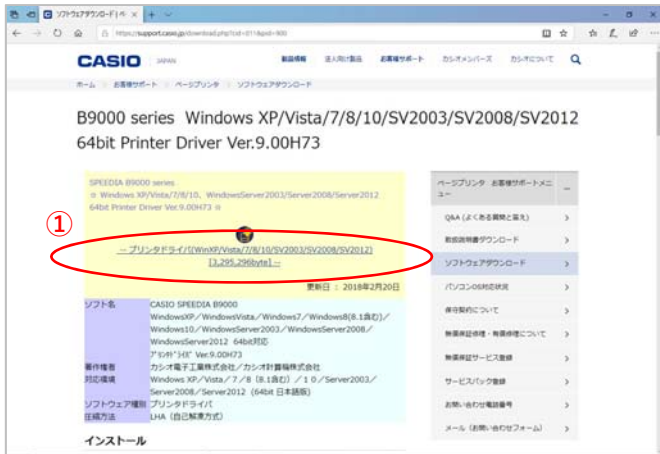 ソフトウェアダウンロード | ペ
https://support.casio.jp/download.php?cid=011&pid=900
CASIO JAPAN
製品情報 法人向け製品 お客様サポート カシオメンバーズ カシオについて
ホーム お客様サポート ページプリンタ ソフトウェアダウンロード
B9000 series Windows XP/Vista/7/8/10/SV2003/SV2008/SV2012
64bit Printer Driver Ver.9.00H73
SPEEDIA B9000 series
¤ Windows XP/Vista/7/8/10、WindowsServer2003/Server2008/Server2012
64bit Printer Driver Ver.9.00H73 ¤
①
-- プリンタドライバ(WinXP/Vista/7/8/10/SV2003/SV2008/SV2012)
[3,295,296byte] --
更新日 : 2018年2月20日
ソフト名 CASIO SPEEDIA B9000
WindowsXP／WindowsVista／Windows7／Windows8(8.1含む)／
Windows10／WindowsServer2003／WindowsServer2008／
WindowsServer2012 64bit対応
ﾌﾟﾘﾝﾀﾄﾞﾗｲﾊﾞ Ver.9.00H73
著作権者 カシオ電子工業株式会社／カシオ計算機株式会社
対応環境 Windows XP／Vista／7／8（8.1含む）／１０／Server2003／
Server2008／Server2012（64bit 日本語版）
ソフトウェア種別 プリンタドライバ
圧縮方法 LHA（自己解凍方式）
インストール
ページプリンタ お客様サポートメニ
ュー
Q&A (よくある質問と答え)
取扱説明書ダウンロード
ソフトウェアダウンロード
パソコンOS対応状況
保守契約について
無償保証修理・有償修理について
無償保証サービス登録
サービスパック登録
お問い合わせ電話番号
メール（お問い合わせフォーム）